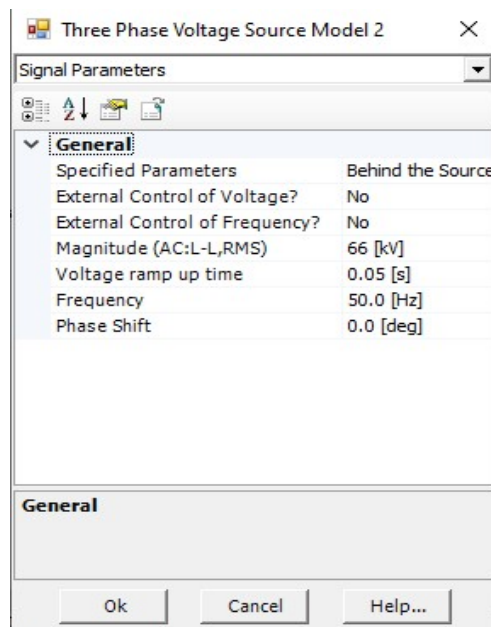 Three Phase Voltage Source Model 2
Signal Parameters
General
Specified Parameters Behind the Source
External Control of Voltage? No
External Control of Frequency? No
Magnitude (AC:L-L,RMS) 66 [kV]
Voltage ramp up time 0.05 [s]
Frequency 50.0 [Hz]
Phase Shift 0.0 [deg]
General
Ok Cancel Help...